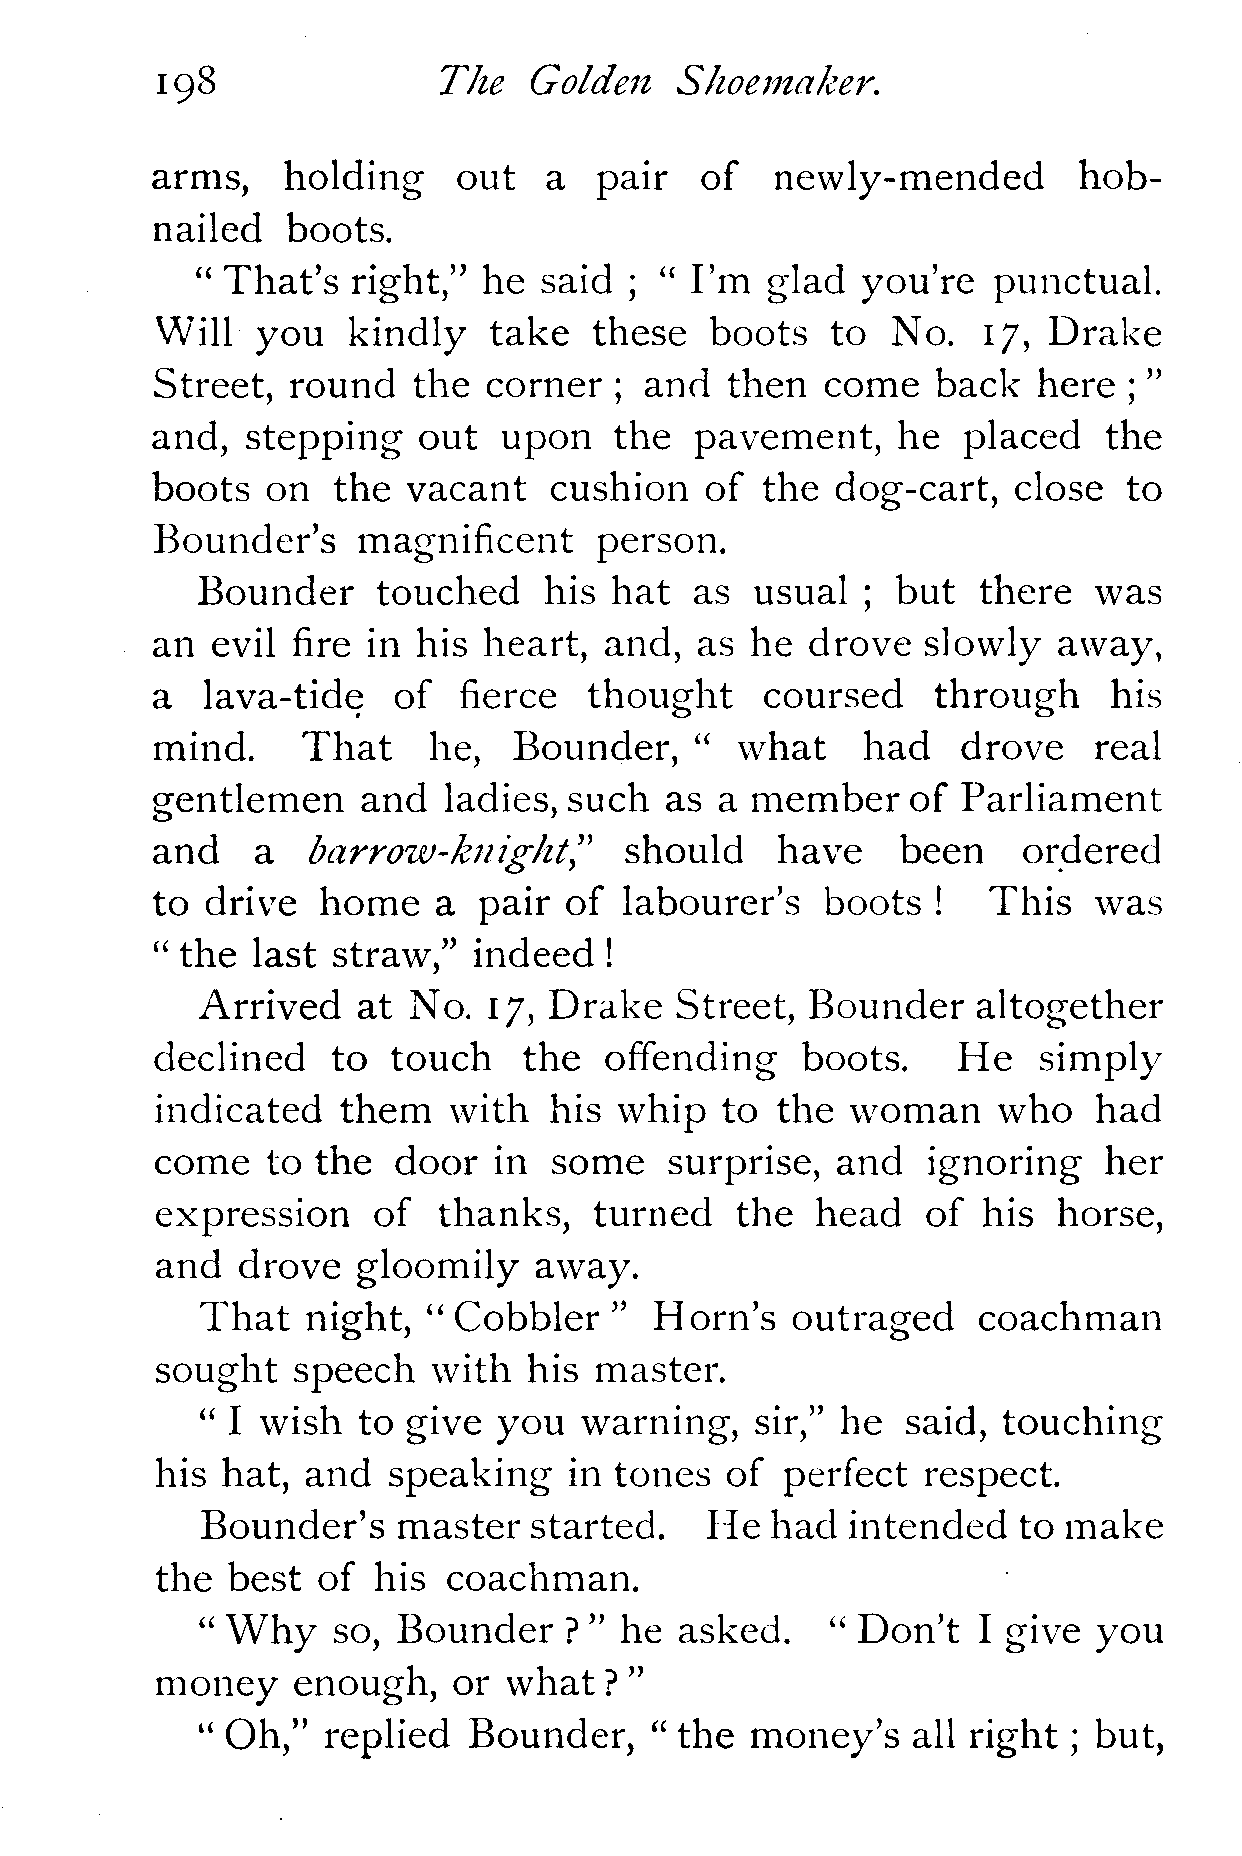 198 The Golden Shoemaker.
arms, holding out a pair of newly-mended hob-
nailed boots.
“ That's right,” he said ; “ I'm glad you're punctual.
Will you kindly take these boots to No. 17, Drake
Street, round the corner ; and then come back here ; ”
and, stepping out upon the pavement, he placed the
boots on the vacant cushion of the dog-cart, close to
Bounder's magnificent person.
Bounder touched his hat as usual ; but there was
an evil fire in his heart, and, as he drove slowly away,
a lava-tide of fierce thought coursed through his
mind. That he, Bounder, “ what had drove real
gentlemen and ladies, such as a member of Parliament
and a barrow-knight,” should have been ordered
to drive home a pair of labourer's boots ! This was
“ the last straw,” indeed !
Arrived at No. 17, Drake Street, Bounder altogether
declined to touch the offending boots. He simply
indicated them with his whip to the woman who had
come to the door in some surprise, and ignoring her
expression of thanks, turned the head of his horse,
and drove gloomily away.
That night, “ Cobbler ” Horn's outraged coachman
sought speech with his master.
“ I wish to give you warning, sir,” he said, touching
his hat, and speaking in tones of perfect respect.
Bounder's master started. He had intended to make
the best of his coachman.
“ Why so, Bounder ? ” he asked. “ Don't I give you
money enough, or what ? ”
“ Oh,” replied Bounder, “ the money's all right ; but,